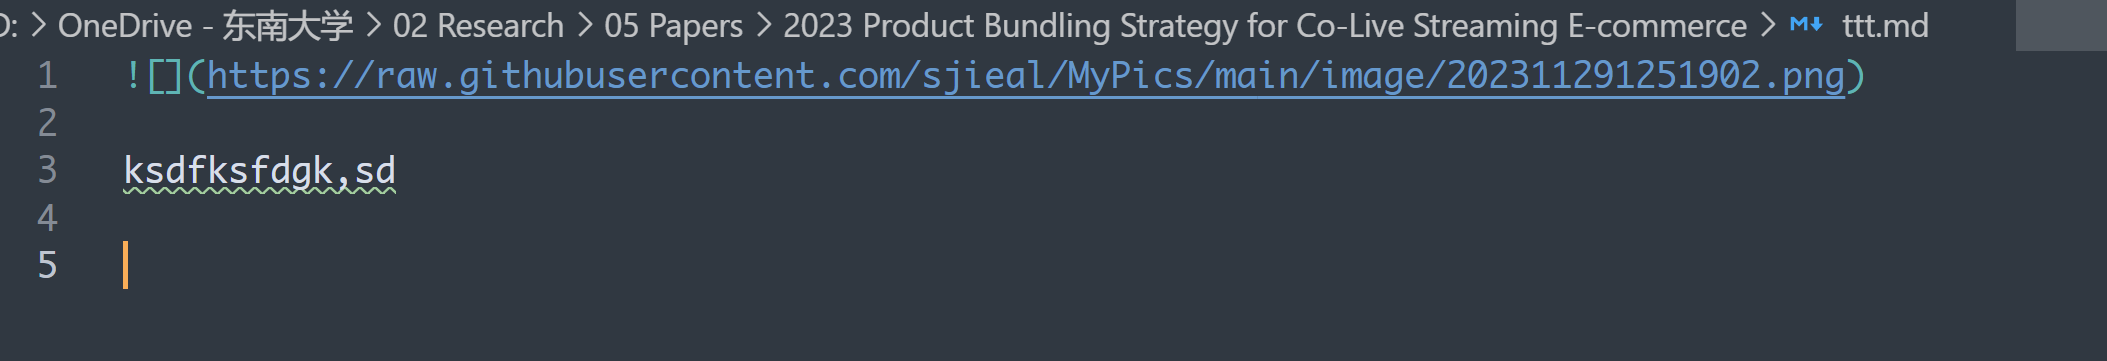 D: > OneDrive - 东南大学 > 02 Research > 05 Papers > 2023 Product Bundling Strategy for Co-Live Streaming E-commerce > ttt.md
1 ![](https://raw.githubusercontent.com/sjieal/MyPics/main/image/202311291251902.png)
2
3 ksdfksfdgk,sd
4
5